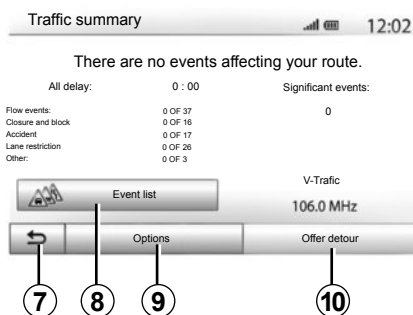 Traffic summary 12:02
There are no events affecting your route.
All delay: 0 : 00 Significant events:
0
Flow events: 0 OF 37
Closure and block 0 OF 16
Accident 0 OF 17
Lane restriction 0 OF 26
Other: 0 OF 3
Event list
V-Trafic
106.0 MHz
Options Offer detour
7 8 9 10